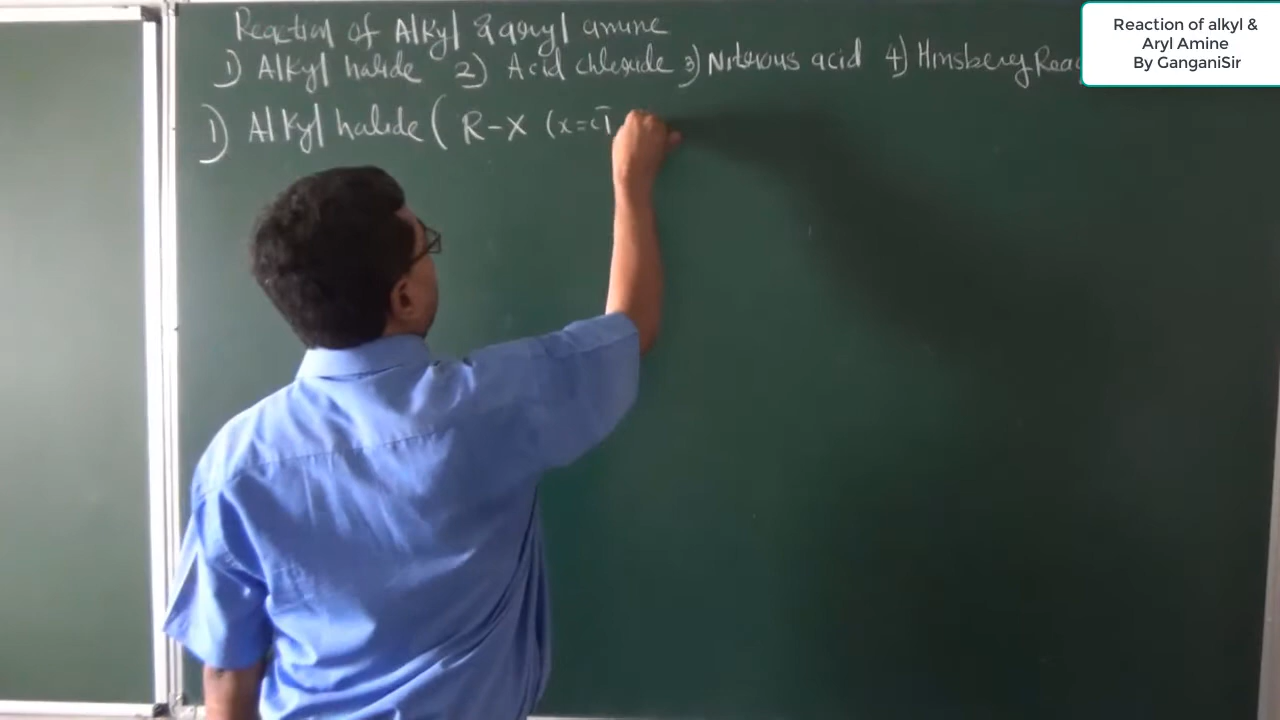 Reaction of Alkyl & aryl amine
1) Alkyl halide 2) Acid chloride 3) Niterous acid 4) Hinsberg Reac
1) Alkyl halide ( R-X (x=cl
Reaction of alkyl &
Aryl Amine
By GanganiSir